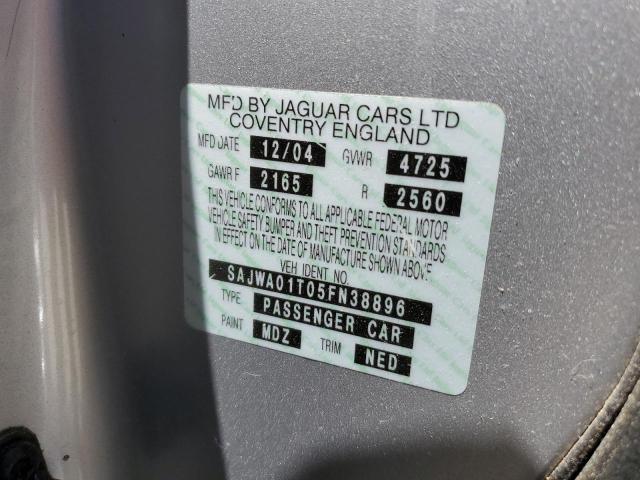 MF'D BY JAGUAR CARS LTD
COVENTRY ENGLAND
MFD DATE 12/04 GVWR 4725
GAWR F 2165 R 2560
THIS VEHICLE CONFORMS TO ALL APPLICABLE FEDERAL MOTOR
VEHICLE SAFETY, BUMPER AND THEFT PREVENTION STANDARDS
IN EFFECT ON THE DATE OF MANUFACTURE SHOWN ABOVE.
VEH IDENT NO.
SAJWA01T05FN38896
TYPE PASSENGER CAR
PAINT MDZ TRIM NED